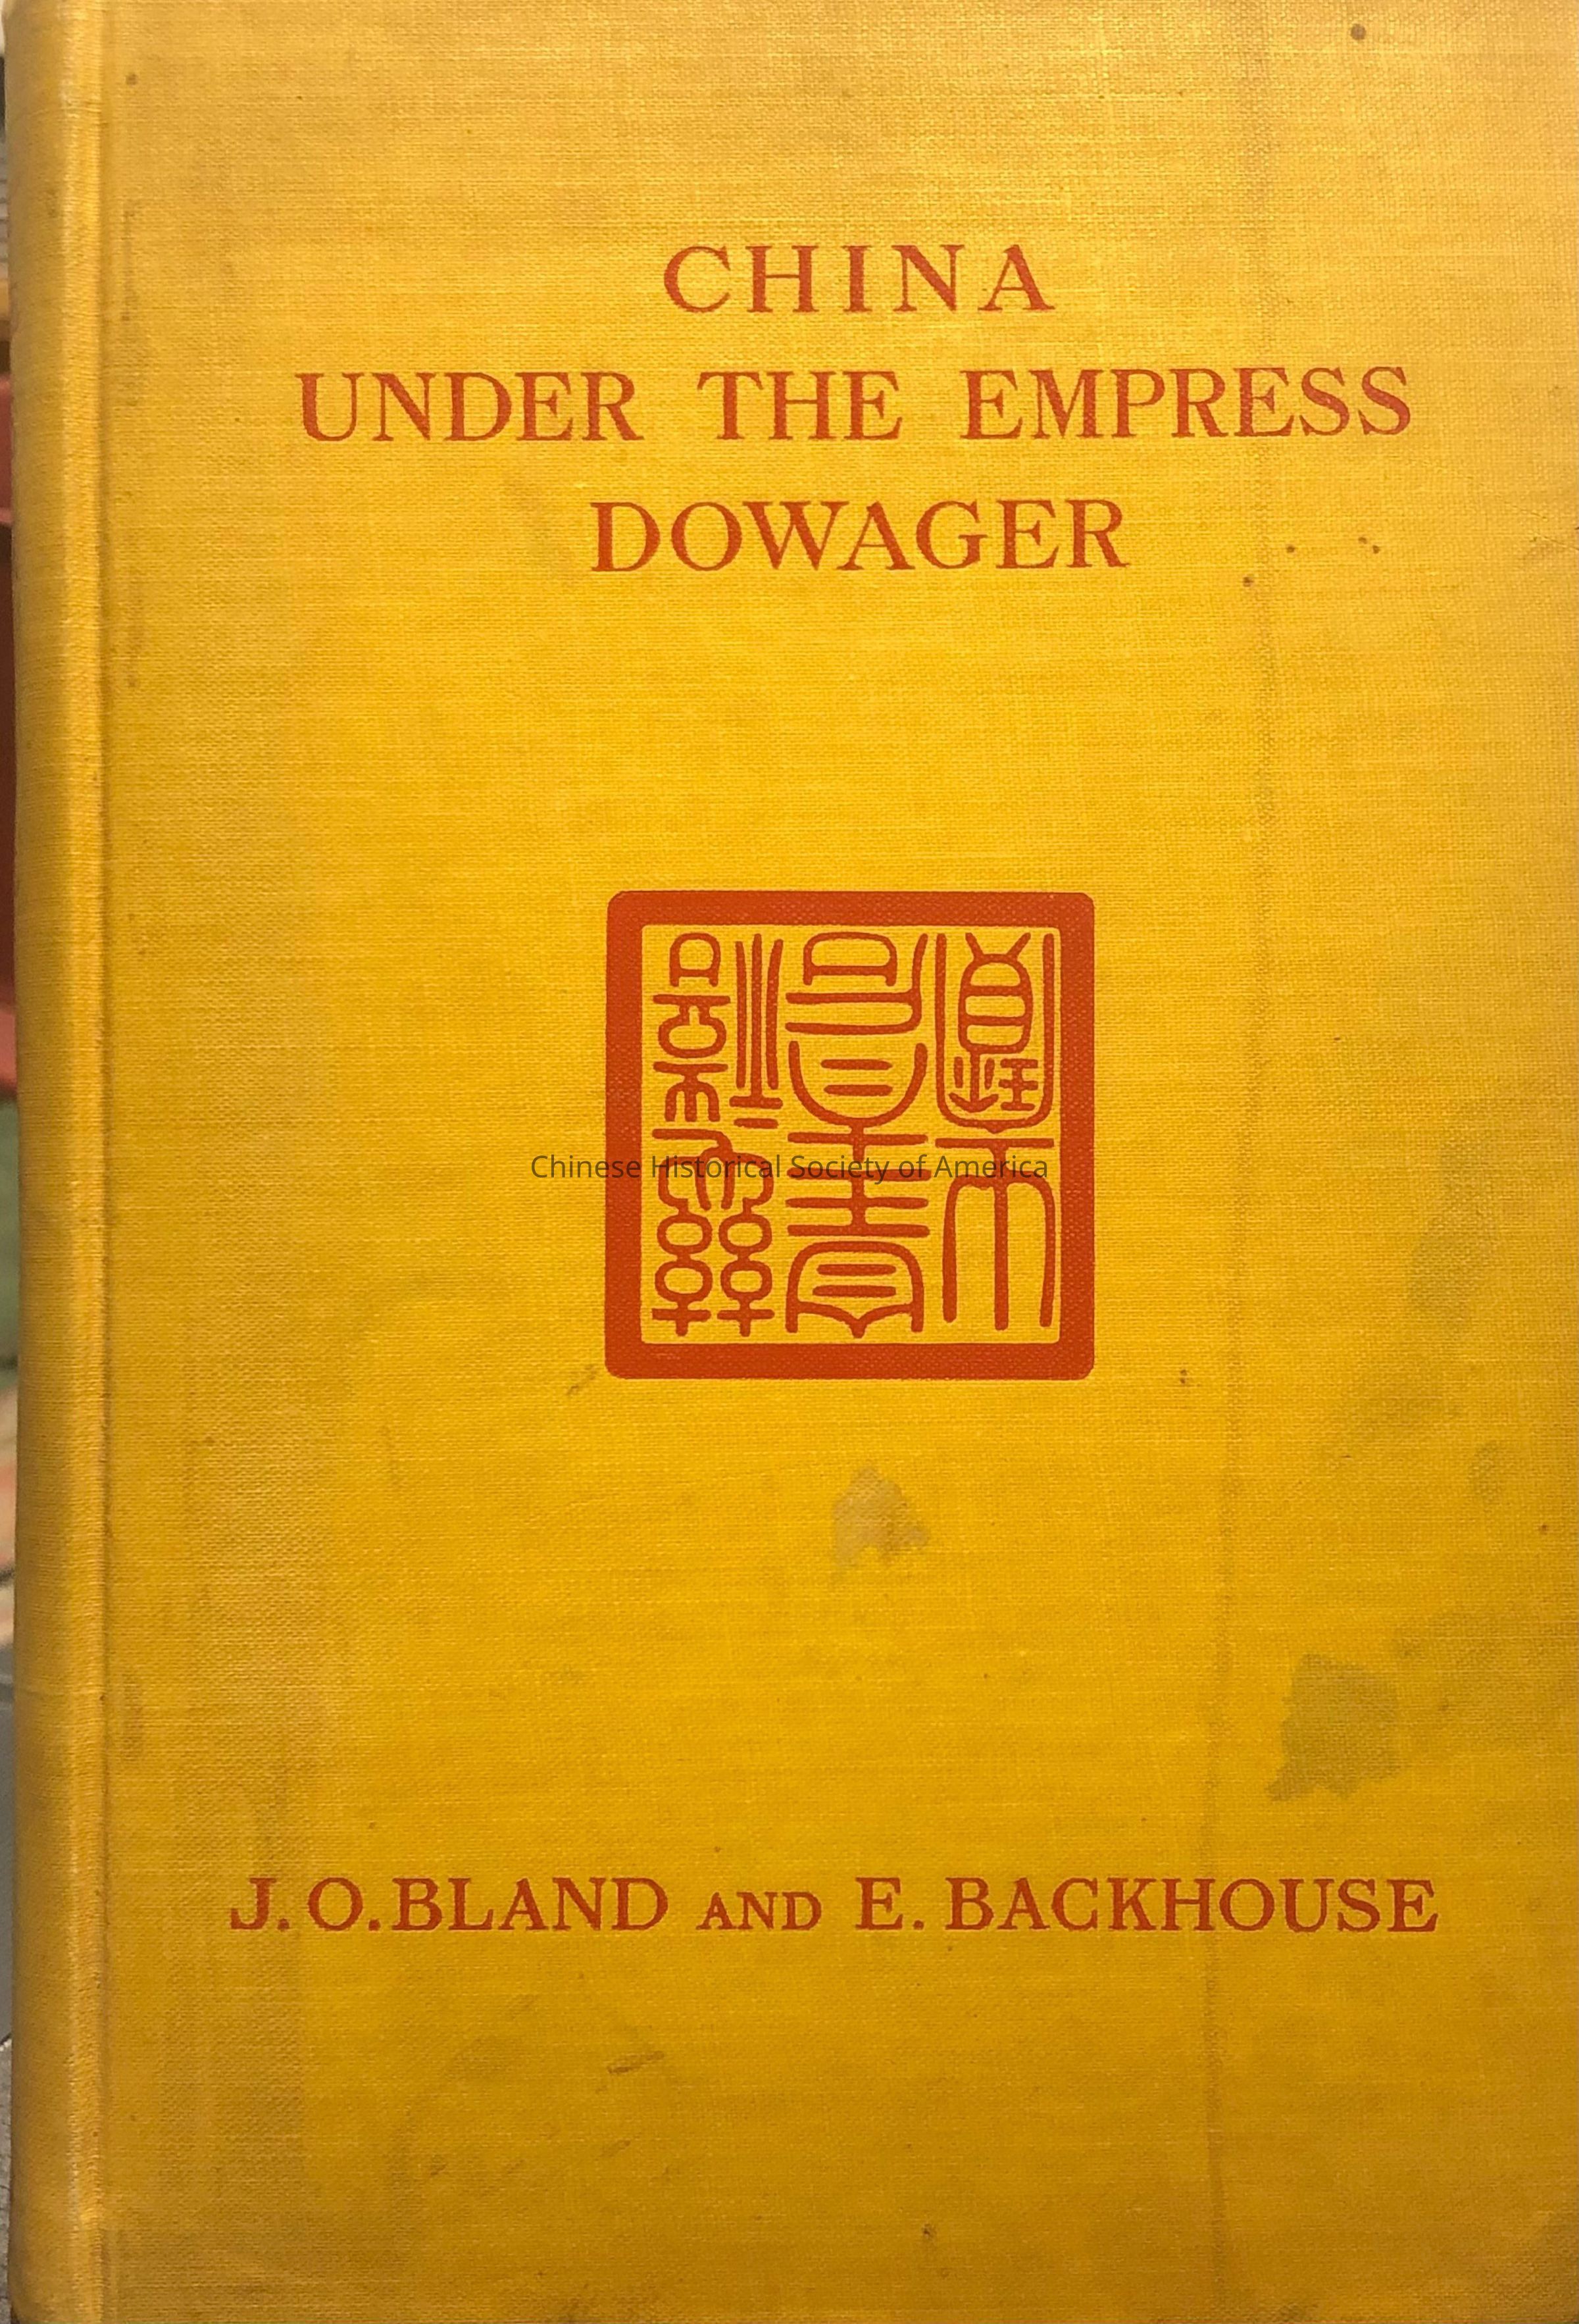 CHINA
UNDER THE EMPRESS
DOWAGER
Chinese Historical Society of America
J. O. BLAND AND E. BACKHOUSE